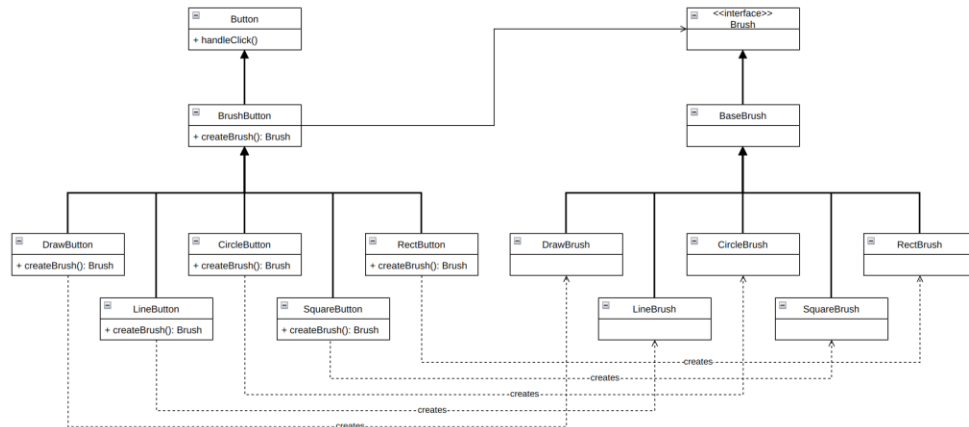 Button
+ handleClick()
<<interface>>
Brush
BrushButton
+ createBrush(): Brush
BaseBrush
DrawButton
+ createBrush(): Brush
CircleButton
+ createBrush(): Brush
RectButton
+ createBrush(): Brush
DrawBrush
CircleBrush
RectBrush
LineButton
+ createBrush(): Brush
SquareButton
+ createBrush(): Brush
LineBrush
SquareBrush
creates
creates
creates
creates
creates